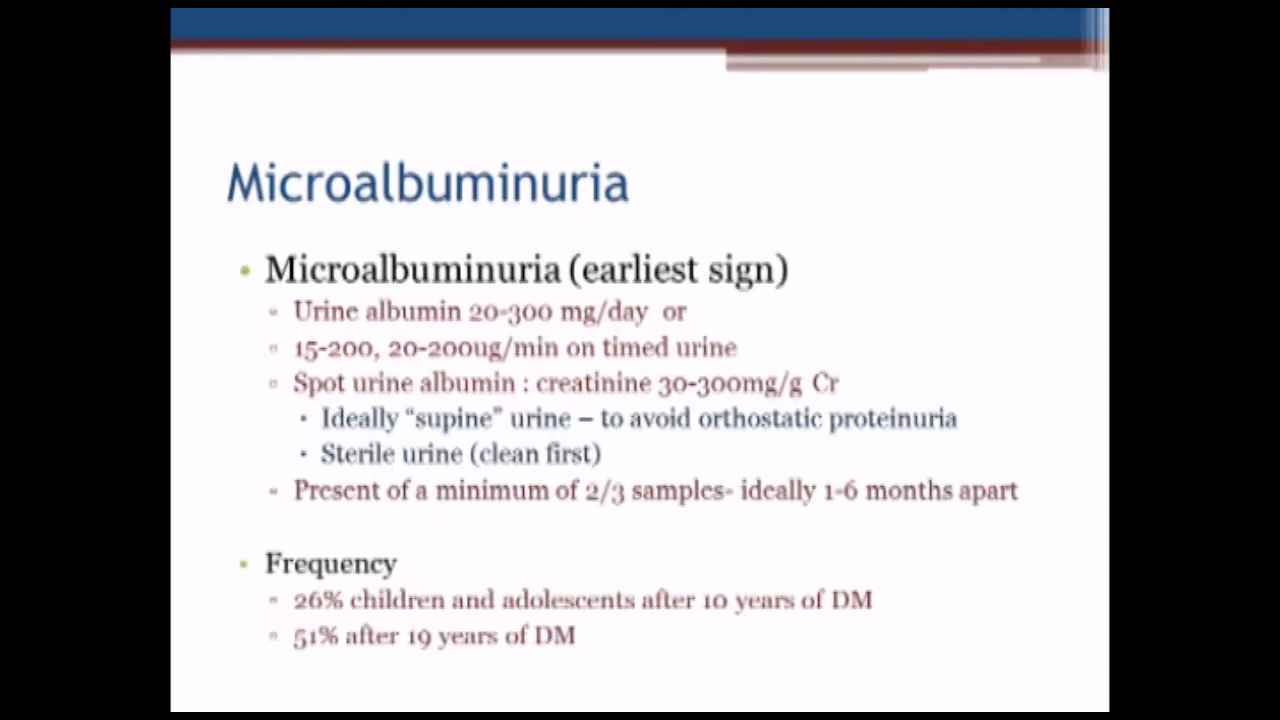 Microalbuminuria
• Microalbuminuria (earliest sign)
▫ Urine albumin 20-300 mg/day or
▫ 15-200, 20-200ug/min on timed urine
▫ Spot urine albumin : creatinine 30-300mg/g Cr
• Ideally “supine” urine – to avoid orthostatic proteinuria
• Sterile urine (clean first)
▫ Present of a minimum of 2/3 samples- ideally 1-6 months apart
• Frequency
▫ 26% children and adolescents after 10 years of DM
▫ 51% after 19 years of DM